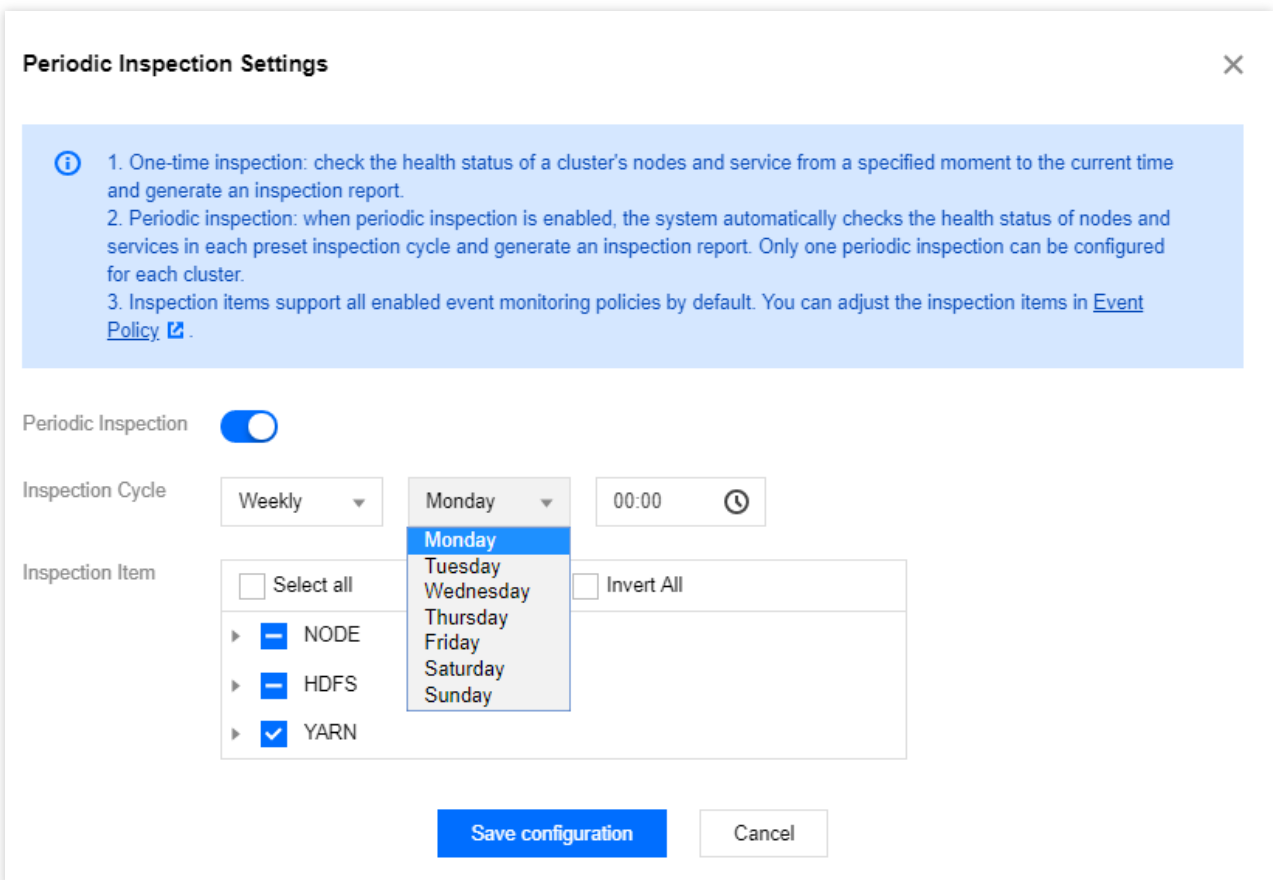 Periodic Inspection Settings
1. One-time inspection: check the health status of a cluster's nodes and service from a specified moment to the current time
and generate an inspection report.
2. Periodic inspection: when periodic inspection is enabled, the system automatically checks the health status of nodes and
services in each preset inspection cycle and generate an inspection report. Only one periodic inspection can be configured
for each cluster.
3. Inspection items support all enabled event monitoring policies by default. You can adjust the inspection items in Event
Policy .
Periodic Inspection
Inspection Cycle
Weekly
Monday
00:00
Monday
Tuesday
Wednesday
Thursday
Friday
Saturday
Sunday
Inspection Item
Select all
Invert All
NODE
HDFS
YARN
Save configuration
Cancel